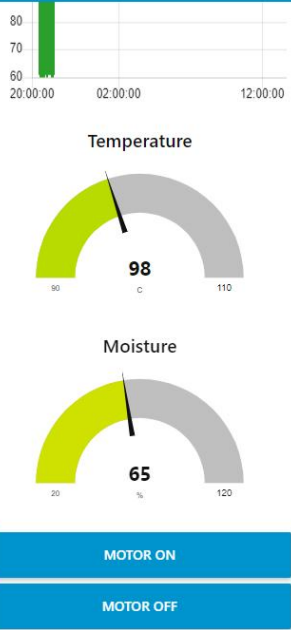 80
70
60
20:00:00 02:00:00 12:00:00
Temperature
98
90 C 110
Moisture
65
20 % 120
MOTOR ON
MOTOR OFF